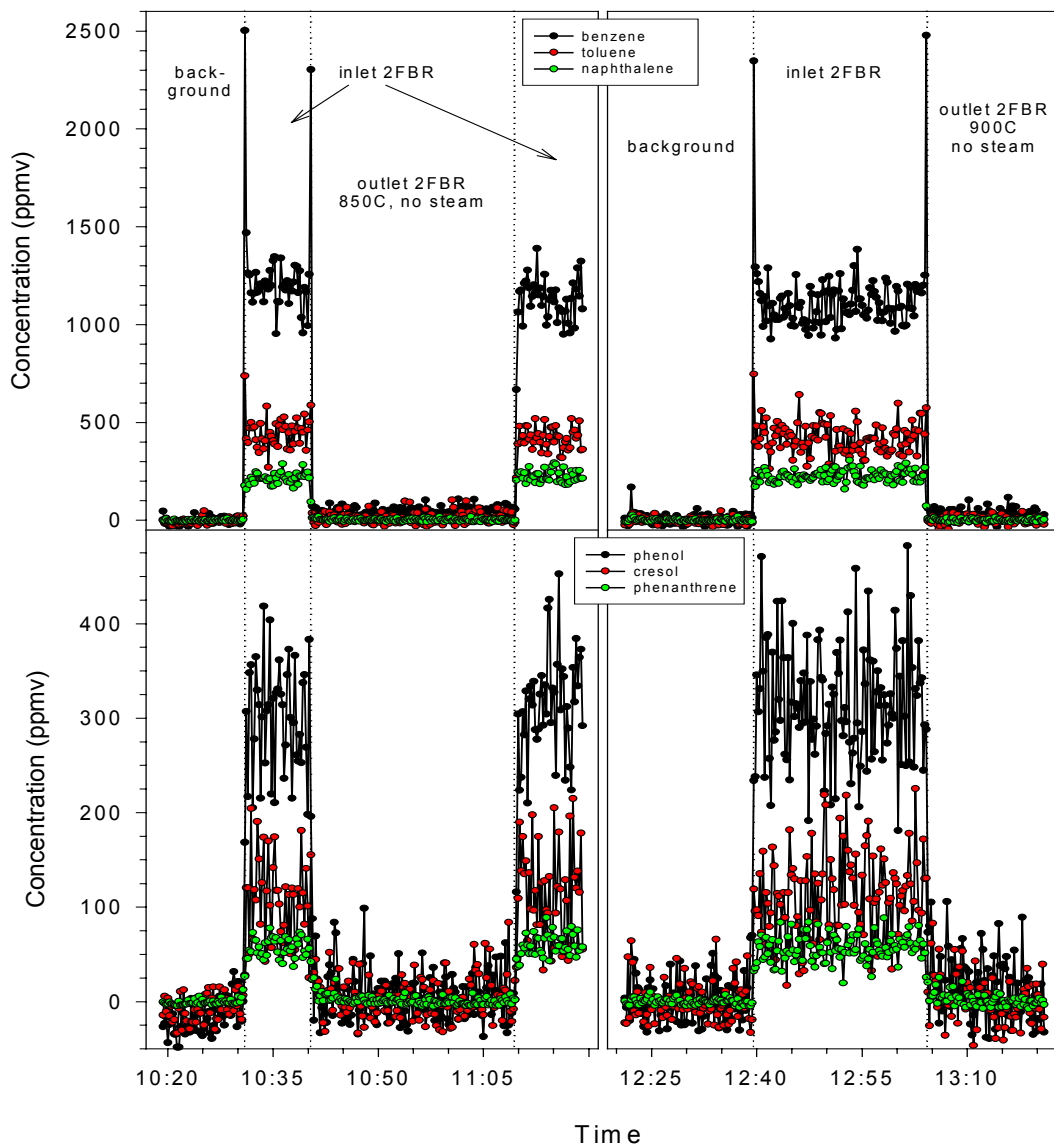 2500
2000
1500
1000
500
0
Concentration (ppmv)
benzene
toluene
naphthalene
back-
ground
inlet 2FBR
outlet 2FBR
850C, no steam
background
inlet 2FBR
outlet 2FBR
900C
no steam
400
300
200
100
0
Concentration (ppmv)
phenol
cresol
phenanthrene
10:20
10:35
10:50
11:05
12:25
12:40
12:55
13:10
Time